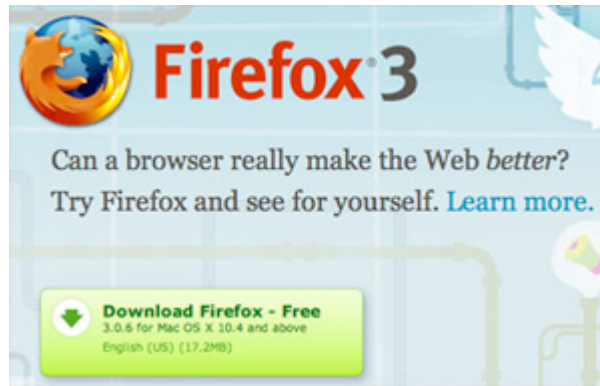 Firefox® 3
Can a browser really make the Web better?
Try Firefox and see for yourself. Learn more.
Download Firefox - Free
3.0.6 for Mac OS X 10.4 and above
English (US) (17.2MB)